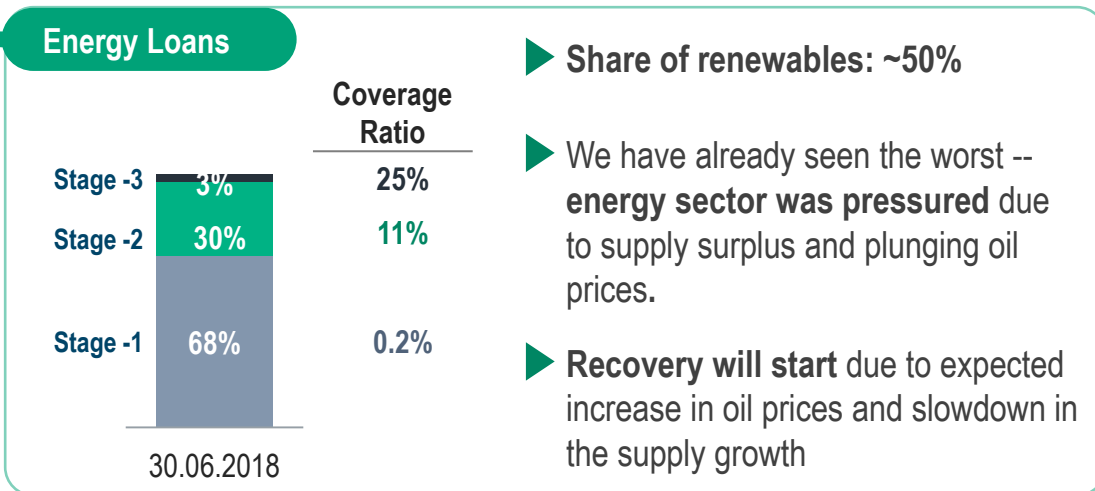 Energy Loans
Coverage
Ratio
Stage -3 3% 25%
Stage -2 30% 11%
Stage -1 68% 0.2%
30.06.2018
Share of renewables: ~50%
We have already seen the worst --
energy sector was pressured due
to supply surplus and plunging oil
prices.
Recovery will start due to expected
increase in oil prices and slowdown in
the supply growth